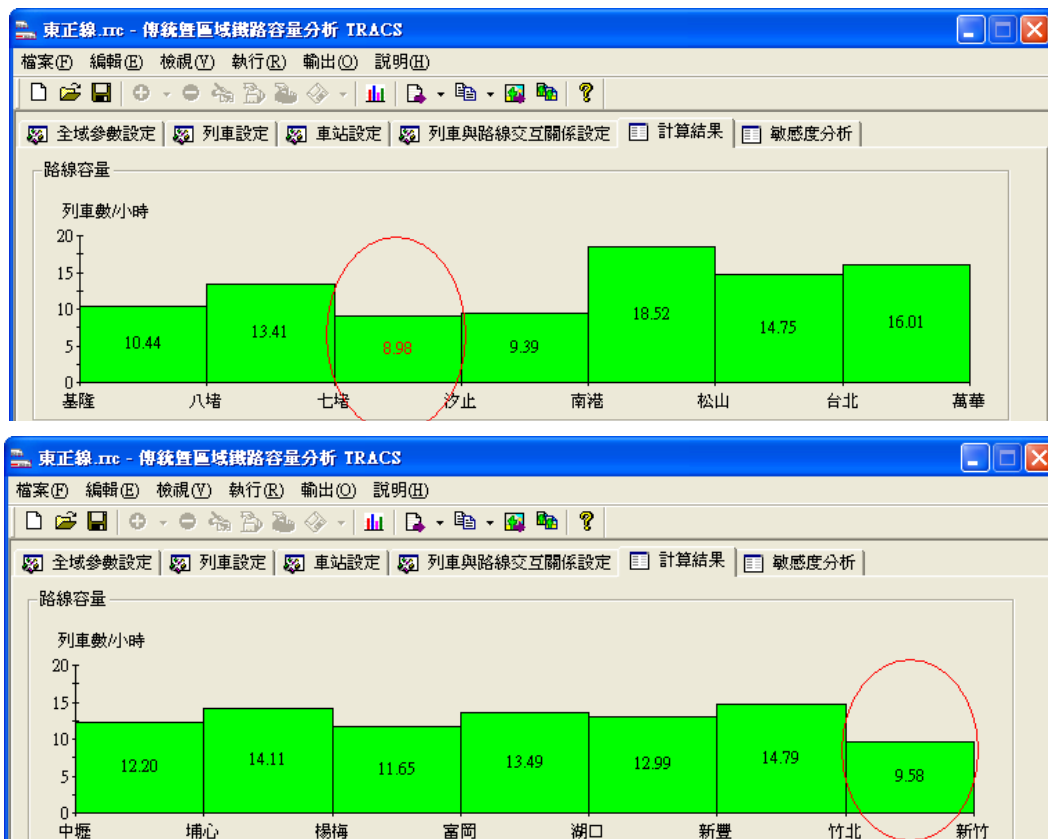 東正線.rrc - 傳統暨區域鐵路容量分析 TRACS
檔案(F) 編輯(E) 檢視(V) 執行(R) 輸出(O) 說明(H)
全域參數設定 列車設定 車站設定 列車與路線交互關係設定 計算結果 敏感度分析
路線容量
列車數/小時
20
15
10
5
0
10.44 13.41 8.98 9.39 18.52 14.75 16.01
基隆 八堵 七堵 汐止 南港 松山 台北 萬華
東正線.rrc - 傳統暨區域鐵路容量分析 TRACS
檔案(F) 編輯(E) 檢視(V) 執行(R) 輸出(O) 說明(H)
全域參數設定 列車設定 車站設定 列車與路線交互關係設定 計算結果 敏感度分析
路線容量
列車數/小時
20
15
10
5
0
12.20 14.11 11.65 13.49 12.99 14.79 9.58
中壢 埔心 楊梅 富岡 湖口 新豐 竹北 新竹